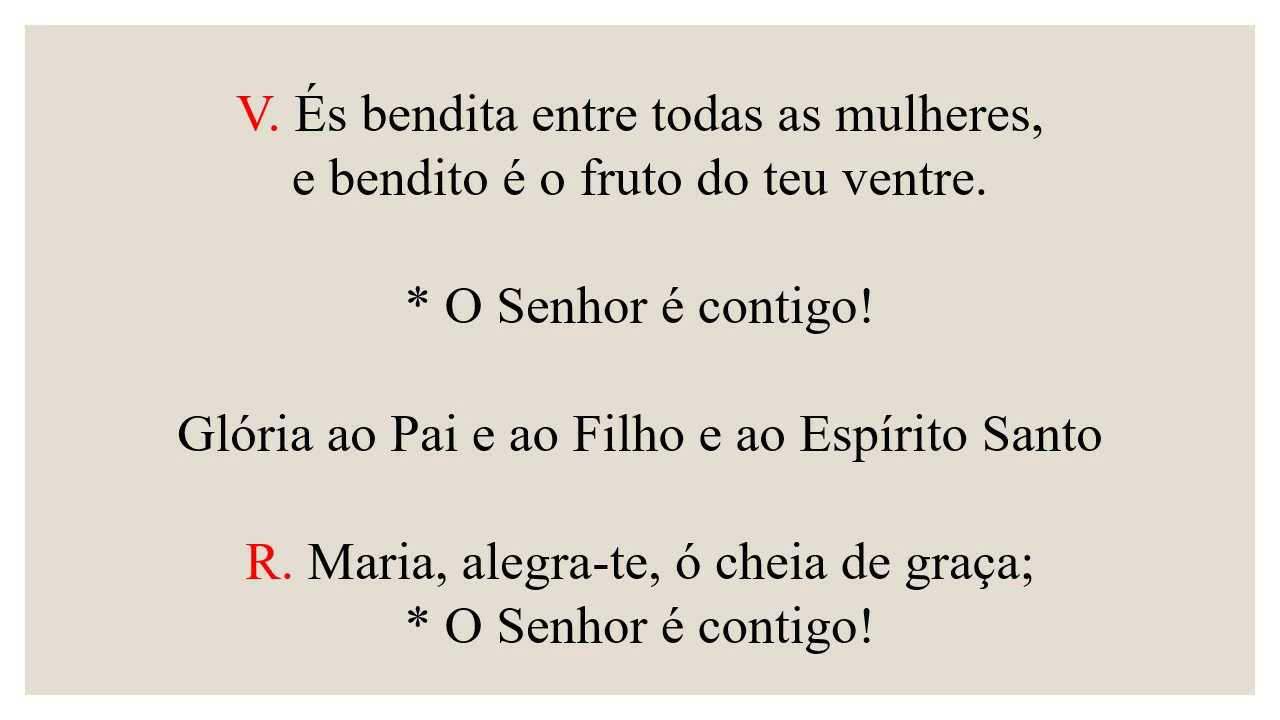 V. És bendita entre todas as mulheres,
e bendito é o fruto do teu ventre.
* O Senhor é contigo!
Glória ao Pai e ao Filho e ao Espírito Santo
R. Maria, alegra-te, ó cheia de graça;
* O Senhor é contigo!